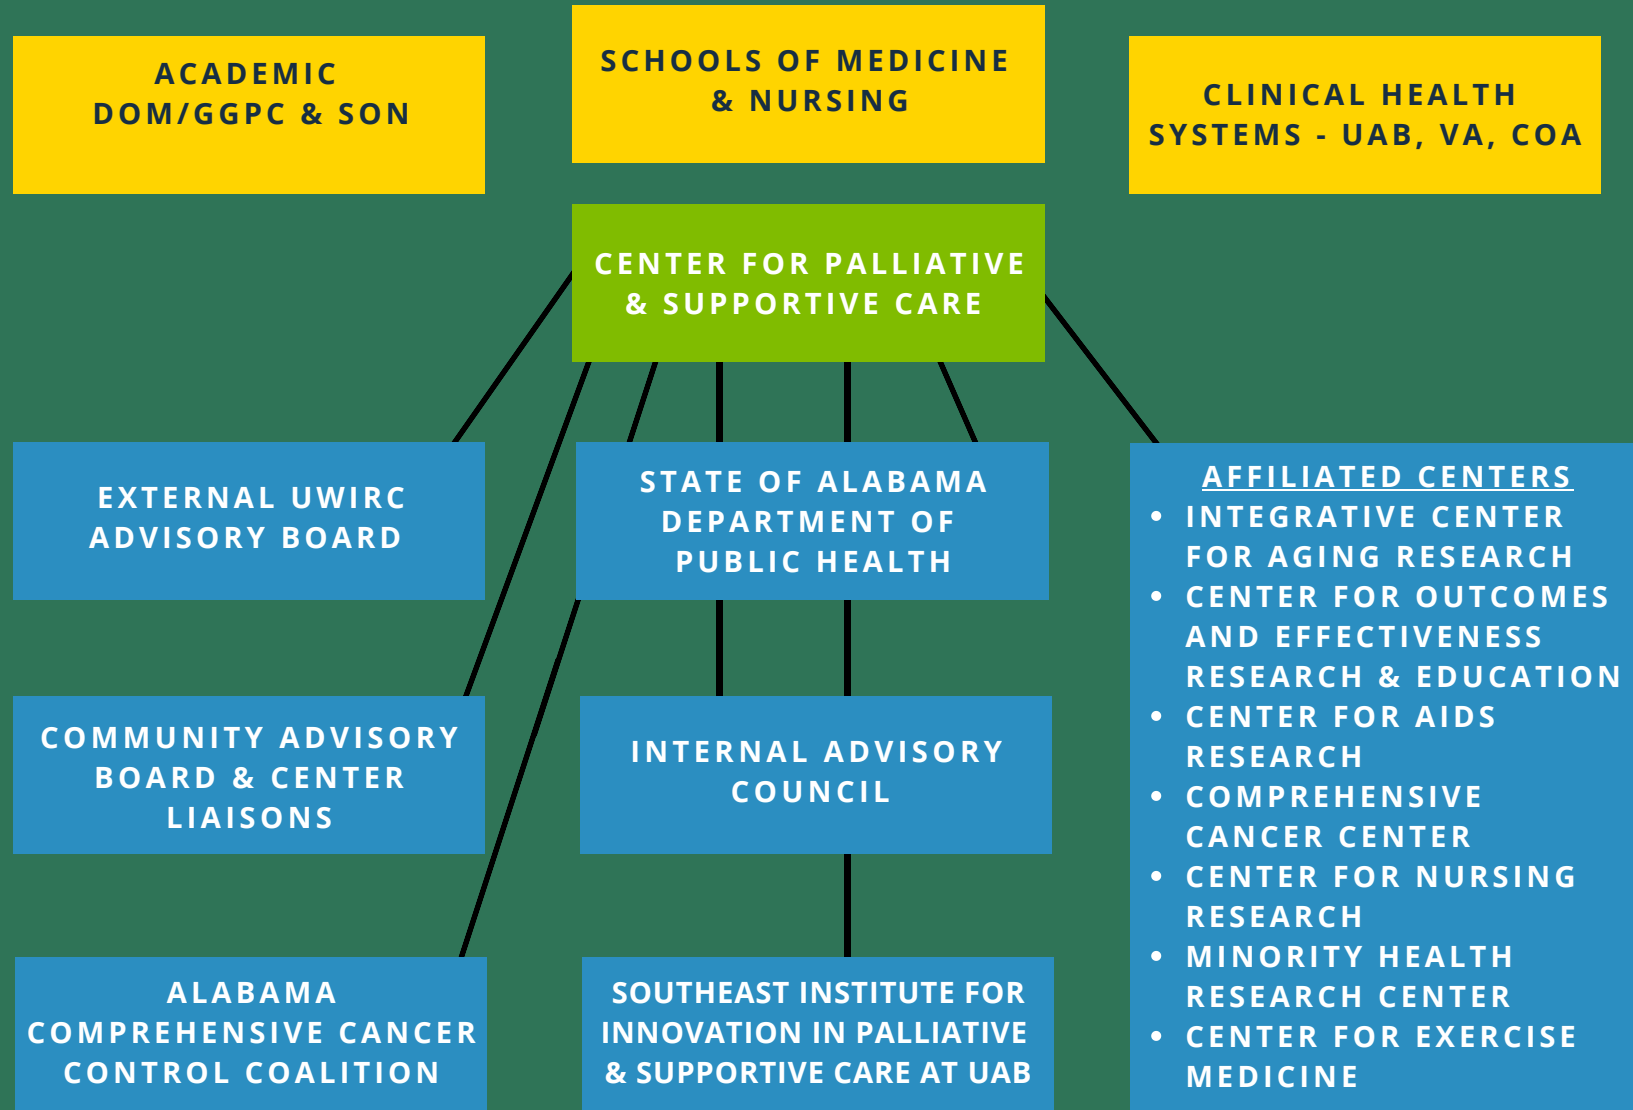 ACADEMIC
DOM/GGPC & SON
SCHOOLS OF MEDICINE
& NURSING
CLINICAL HEALTH
SYSTEMS - UAB, VA, COA
CENTER FOR PALLIATIVE
& SUPPORTIVE CARE
EXTERNAL UWIRC
ADVISORY BOARD
STATE OF ALABAMA
DEPARTMENT OF
PUBLIC HEALTH
COMMUNITY ADVISORY
BOARD & CENTER
LIAISONS
INTERNAL ADVISORY
COUNCIL
ALABAMA
COMPREHENSIVE CANCER
CONTROL COALITION
SOUTHEAST INSTITUTE FOR
INNOVATION IN PALLIATIVE
& SUPPORTIVE CARE AT UAB
AFFILIATED CENTERS
• INTEGRATIVE CENTER
FOR AGING RESEARCH
• CENTER FOR OUTCOMES
AND EFFECTIVENESS
RESEARCH & EDUCATION
• CENTER FOR AIDS
RESEARCH
• COMPREHENSIVE
CANCER CENTER
• CENTER FOR NURSING
RESEARCH
• MINORITY HEALTH
RESEARCH CENTER
• CENTER FOR EXERCISE
MEDICINE